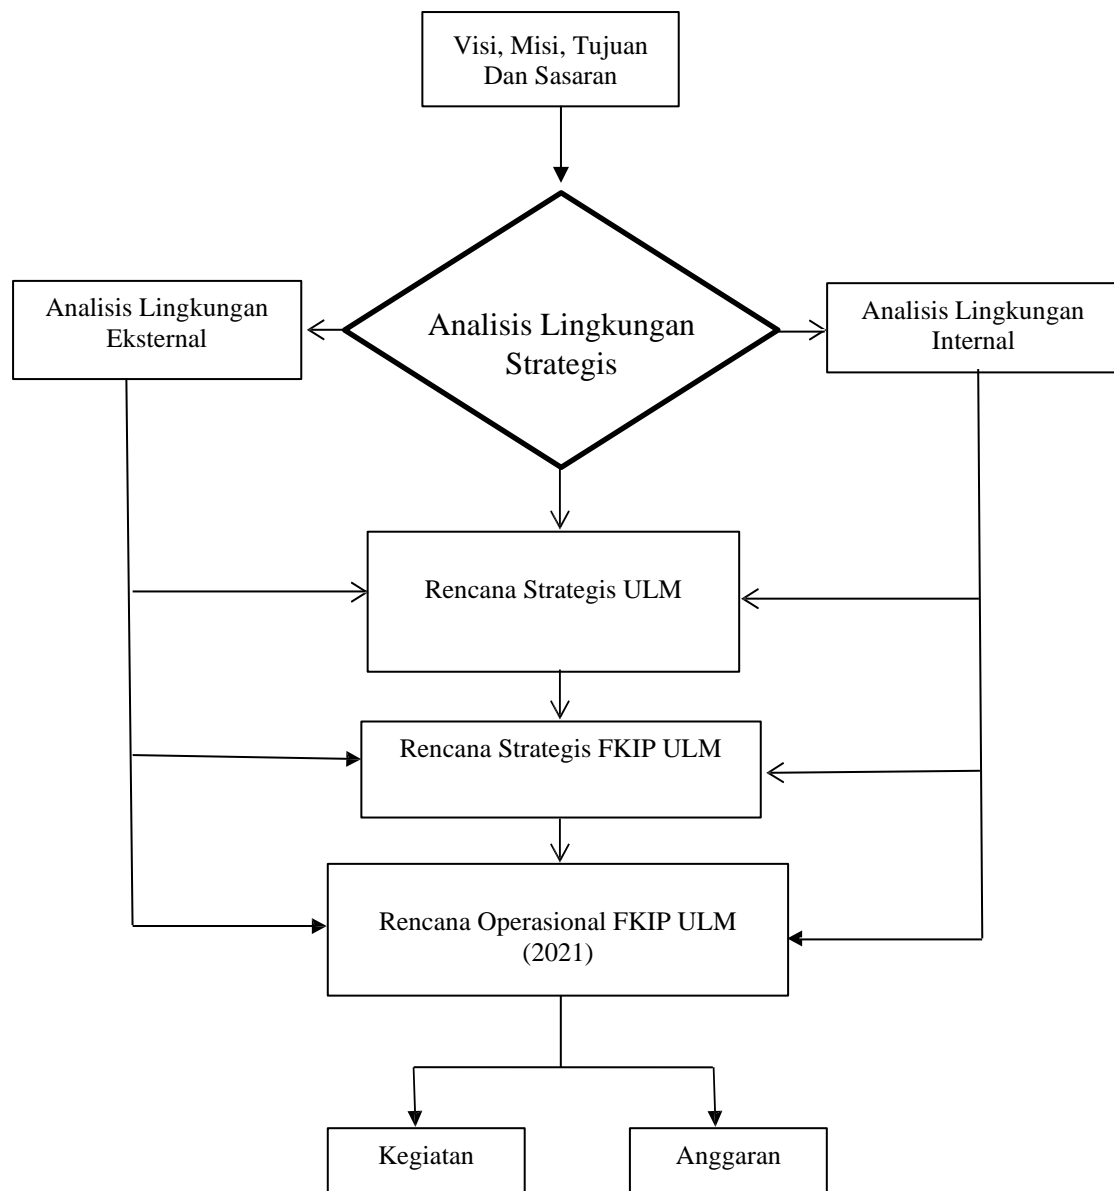 Visi, Misi, Tujuan
Dan Sasaran
Analisis Lingkungan
Eksternal
Analisis Lingkungan
Strategis
Analisis Lingkungan
Internal
Rencana Strategis ULM
Rencana Strategis FKIP ULM
Rencana Operasional FKIP ULM
(2021)
Kegiatan
Anggaran